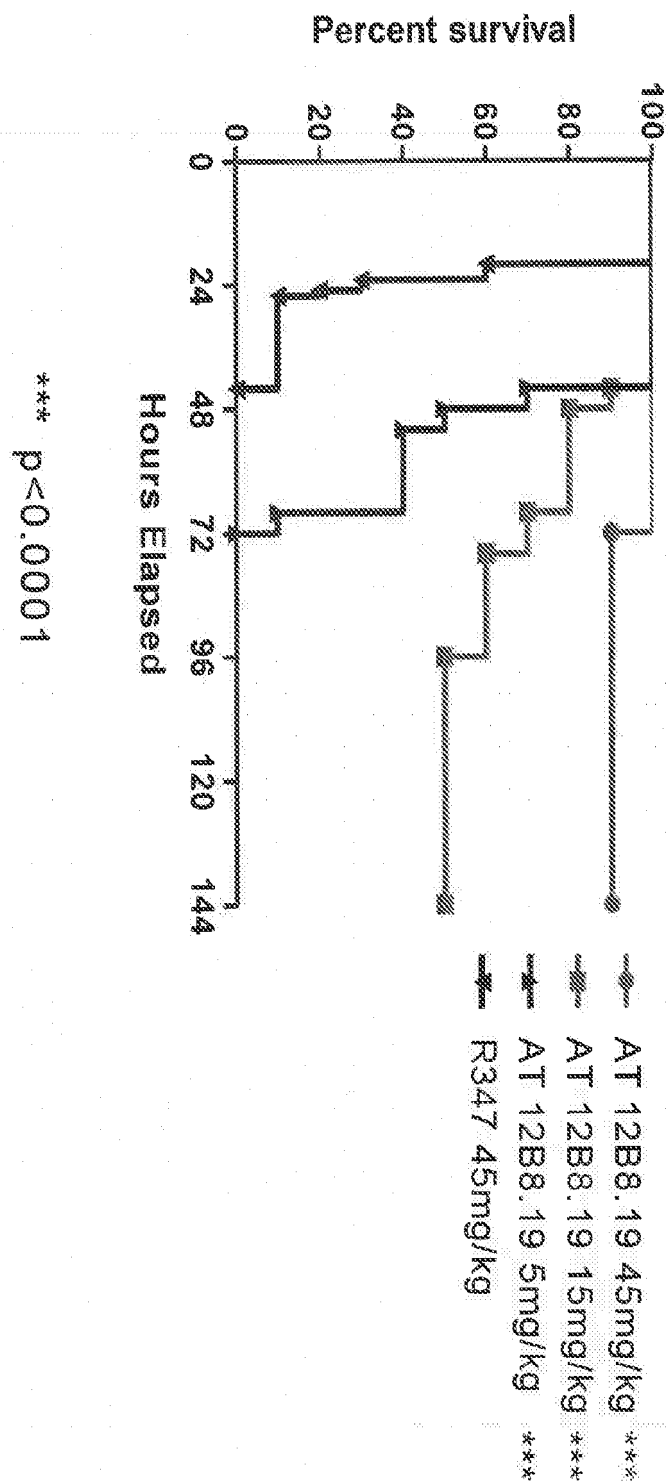 Percent survival
100
80
60
40
20
0
0 24 48 72 96 120 144
Hours Elapsed
AT 12B8.19 45mg/kg ***
AT 12B8.19 15mg/kg ***
AT 12B8.19 5mg/kg ***
R347 45mg/kg
*** p<0.0001